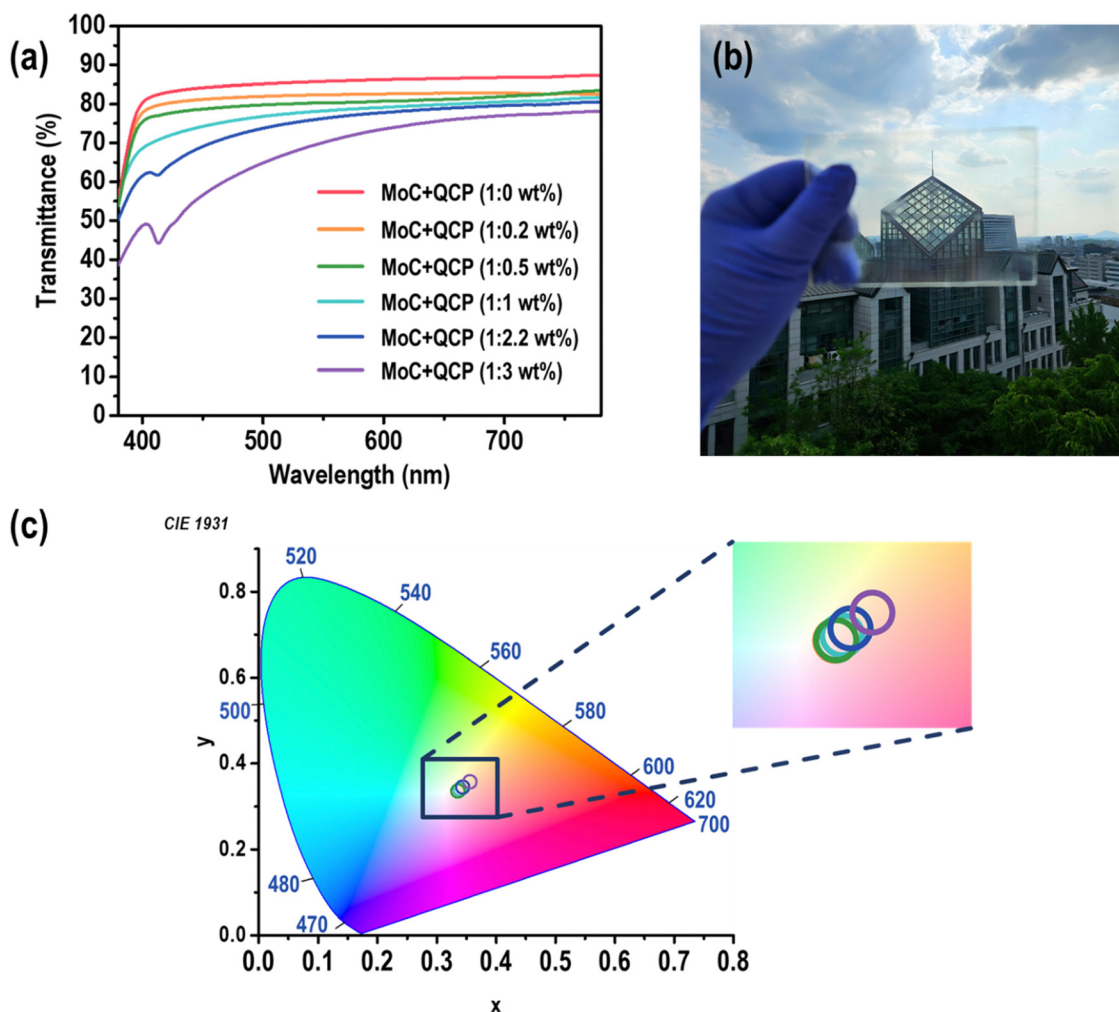 (a)
100
90
80
70
60
50
40
30
20
10
0
Transmittance (%)
400
500
600
700
Wavelength (nm)
MoC+QCP (1:0 wt%)
MoC+QCP (1:0.2 wt%)
MoC+QCP (1:0.5 wt%)
MoC+QCP (1:1 wt%)
MoC+QCP (1:2.2 wt%)
MoC+QCP (1:3 wt%)
(b)
(c)
CIE 1931
520
540
560
580
600
620
700
500
480
470
0.8
0.6
0.4
0.2
0.0
y
0.0
0.1
0.2
0.3
0.4
0.5
0.6
0.7
0.8
x